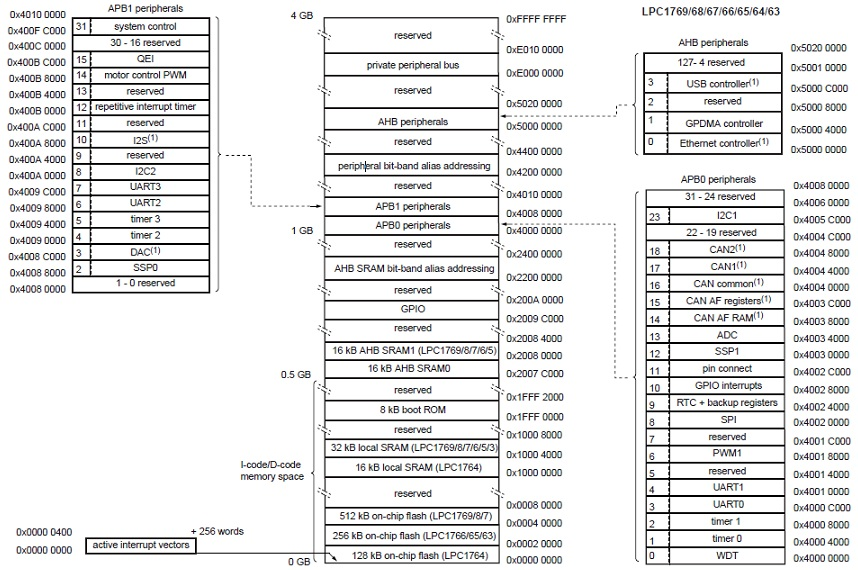 LPC1769/68/67/66/65/64/63
APB1 peripherals
0x4010 0000
31 system control
0x400F C000
30 - 16 reserved
0x400C 0000
15 QEI
0x400B C000
14 motor control PWM
0x400B 8000
13 reserved
0x400B 4000
12 repetitive interrupt timer
0x400B 0000
11 reserved
0x400A C000
10 I2S(1)
0x400A 8000
9 reserved
0x400A 4000
8 I2C2
0x400A 0000
7 UART3
0x4009 C000
6 UART2
0x4009 8000
5 timer 3
0x4009 4000
4 timer 2
0x4009 0000
3 DAC(1)
0x4008 C000
2 SSP0
0x4008 8000
1 - 0 reserved
0x4008 0000
4 GB
0xFFFF FFFF
reserved
0xE010 0000
private peripheral bus
0xE000 0000
reserved
0x5020 0000
AHB peripherals
0x5000 0000
reserved
0x4400 0000
peripheral bit-band alias addressing
0x4200 0000
reserved
0x4010 0000
APB1 peripherals
0x4008 0000
APB0 peripherals
1 GB
0x4000 0000
reserved
0x2400 0000
AHB SRAM bit-band alias addressing
0x2200 0000
reserved
0x200A 0000
GPIO
0x2009 C000
reserved
0x2008 4000
16 kB AHB SRAM1 (LPC1769/8/7/6/5)
0x2008 0000
16 kB AHB SRAM0
0x2007 C000
0.5 GB
reserved
0x1FFF 2000
8 kB boot ROM
0x1FFF 0000
reserved
0x1000 8000
32 kB local SRAM (LPC1769/8/7/6/5/3)
0x1000 4000
16 kB local SRAM (LPC1764)
0x1000 0000
I-code/D-code
memory space
reserved
0x0008 0000
512 kB on-chip flash (LPC1769/8/7)
0x0004 0000
256 kB on-chip flash (LPC1766/65/63)
0x0002 0000
128 kB on-chip flash (LPC1764)
0 GB
0x0000 0000
+ 256 words
0x0000 0400
active interrupt vectors
0x0000 0000
AHB peripherals
0x5020 0000
127- 4 reserved
0x5001 0000
3 USB controller(1)
0x5000 C000
2 reserved
0x5000 8000
1 GPDMA controller
0x5000 4000
0 Ethernet controller(1)
0x5000 0000
APB0 peripherals
0x4008 0000
31 - 24 reserved
0x4006 0000
23 I2C1
0x4005 C000
22 - 19 reserved
0x4004 C000
18 CAN2(1)
0x4004 8000
17 CAN1(1)
0x4004 4000
16 CAN common(1)
0x4004 0000
15 CAN AF registers(1)
0x4003 C000
14 CAN AF RAM(1)
0x4003 8000
13 ADC
0x4003 4000
12 SSP1
0x4003 0000
11 pin connect
0x4002 C000
10 GPIO interrupts
0x4002 8000
9 RTC + backup registers
0x4002 4000
8 SPI
0x4002 0000
7 reserved
0x4001 C000
6 PWM1
0x4001 8000
5 reserved
0x4001 4000
4 UART1
0x4001 0000
3 UART0
0x4000 C000
2 timer 1
0x4000 8000
1 timer 0
0x4000 4000
0 WDT
0x4000 0000